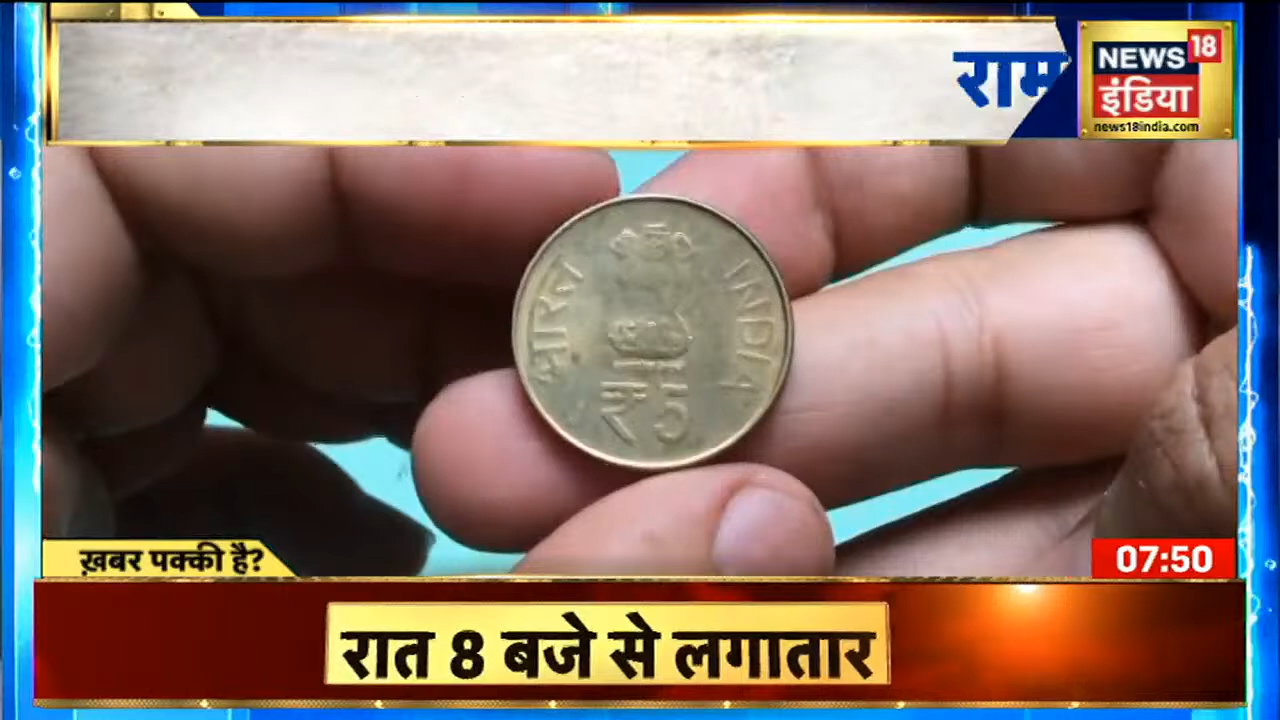 राम
NEWS 18
इंडिया
news18india.com
भारत
INDIA
₹ 5
ख़बर पक्की है?
07:50
रात 8 बजे से लगातार